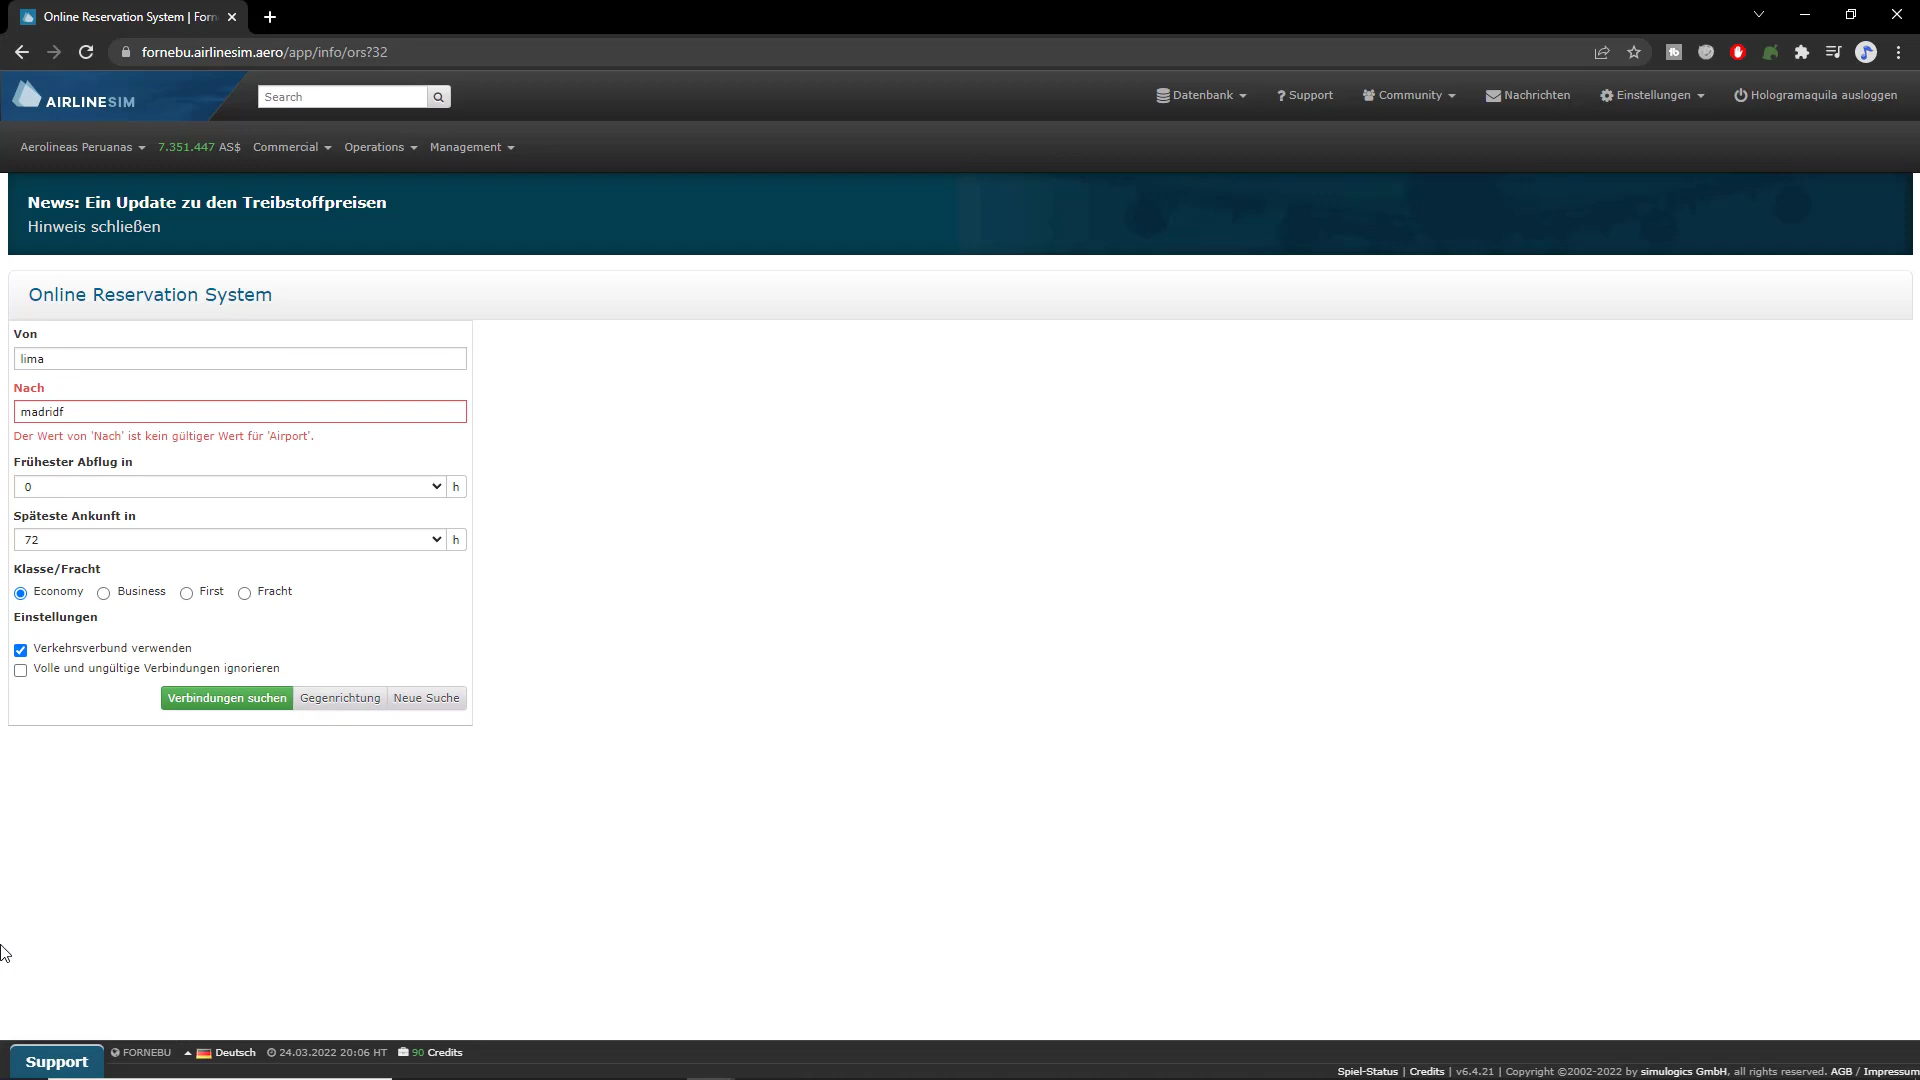 Online Reservation System | Forn
fornebu.airlinesim.aero/app/info/ors?32
AIRLINESIM
Search
Datenbank
? Support
Community
Nachrichten
Einstellungen
Hologramaquila ausloggen
Aerolineas Peruanas
7.351.447 AS$
Commercial
Operations
Management
News: Ein Update zu den Treibstoffpreisen
Hinweis schließen
Online Reservation System
Von
lima
Nach
madridf
Der Wert von 'Nach' ist kein gültiger Wert für 'Airport'.
Frühester Abflug in
0 h
Späteste Ankunft in
72 h
Klasse/Fracht
Economy Business First Fracht
Einstellungen
Verkehrsverbund verwenden
Volle und ungültige Verbindungen ignorieren
Verbindungen suchen Gegenrichtung Neue Suche
Support
FORNEBU Deutsch 24.03.2022 20:06 HT 90 Credits
Spiel-Status | Credits | v6.4.21 | Copyright ©2002-2022 by simulogics GmbH, all rights reserved. AGB / Impressum